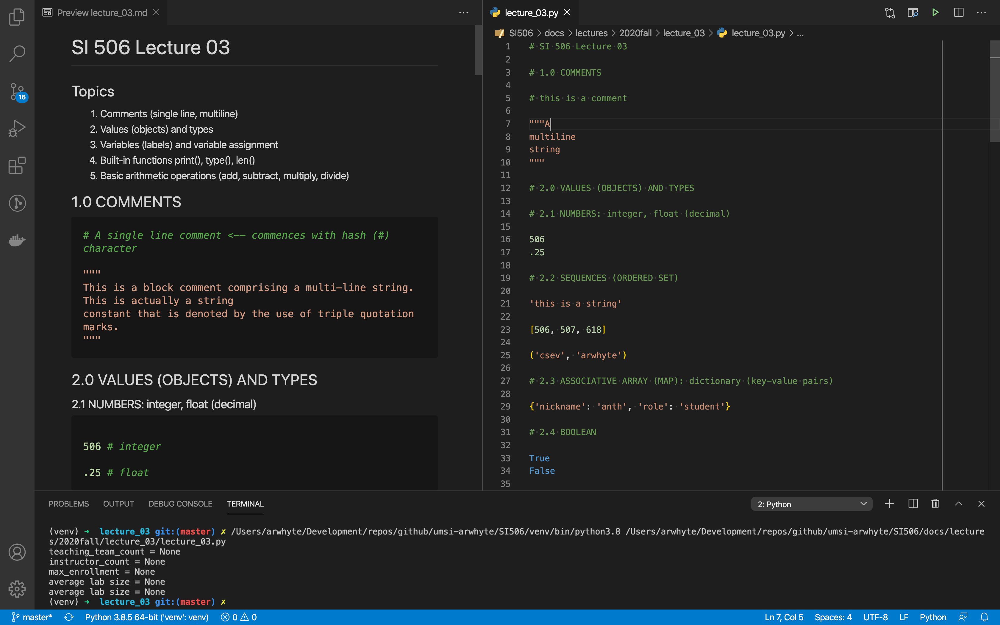 Preview lecture_03.md
SI 506 Lecture 03
Topics
1. Comments (single line, multiline)
2. Values (objects) and types
3. Variables (labels) and variable assignment
4. Built-in functions print(), type(), len()
5. Basic arithmetic operations (add, subtract, multiply, divide)
1.0 COMMENTS
# A single line comment <-- commences with hash (#)
character
"""
This is a block comment comprising a multi-line string.
This is actually a string
constant that is denoted by the use of triple quotation
marks.
"""
2.0 VALUES (OBJECTS) AND TYPES
2.1 NUMBERS: integer, float (decimal)
506 # integer
.25 # float
16
lecture_03.py
SI506 > docs > lectures > 2020fall > lecture_03 > lecture_03.py > ...
1 # SI 506 Lecture 03
2
3 # 1.0 COMMENTS
4
5 # this is a comment
6
7 """A
8 multiline
9 string
10 """
11
12 # 2.0 VALUES (OBJECTS) AND TYPES
13
14 # 2.1 NUMBERS: integer, float (decimal)
15
16 506
17 .25
18
19 # 2.2 SEQUENCES (ORDERED SET)
20
21 'this is a string'
22
23 [506, 507, 618]
24
25 ('csev', 'arwhyte')
26
27 # 2.3 ASSOCIATIVE ARRAY (MAP): dictionary (key-value pairs)
28
29 {'nickname': 'anth', 'role': 'student'}
30
31 # 2.4 BOOLEAN
32
33 True
34 False
35
PROBLEMS OUTPUT DEBUG CONSOLE TERMINAL 2: Python
(venv) ➜ lecture_03 git:(master) ✗ /Users/arwhyte/Development/repos/github/umsi-arwhyte/SI506/venv/bin/python3.8 /Users/arwhyte/Development/repos/github/umsi-arwhyte/SI506/docs/lecture
s/2020fall/lecture_03/lecture_03.py
teaching_team_count = None
instructor_count = None
max_enrollment = None
average lab size = None
average lab size = None
(venv) ➜ lecture_03 git:(master) ✗
master* Python 3.8.5 64-bit ('venv': venv) 0 0 Ln 7, Col 5 Spaces: 4 UTF-8 LF Python